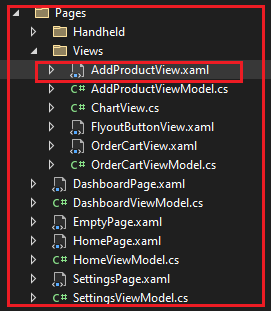 Pages
Handheld
Views
AddProductView.xaml
C# AddProductViewModel.cs
C# ChartView.cs
FlyoutButtonView.xaml
OrderCartView.xaml
C# OrderCartViewModel.cs
DashboardPage.xaml
C# DashboardViewModel.cs
EmptyPage.xaml
HomePage.xaml
C# HomeViewModel.cs
SettingsPage.xaml
C# SettingsViewModel.cs